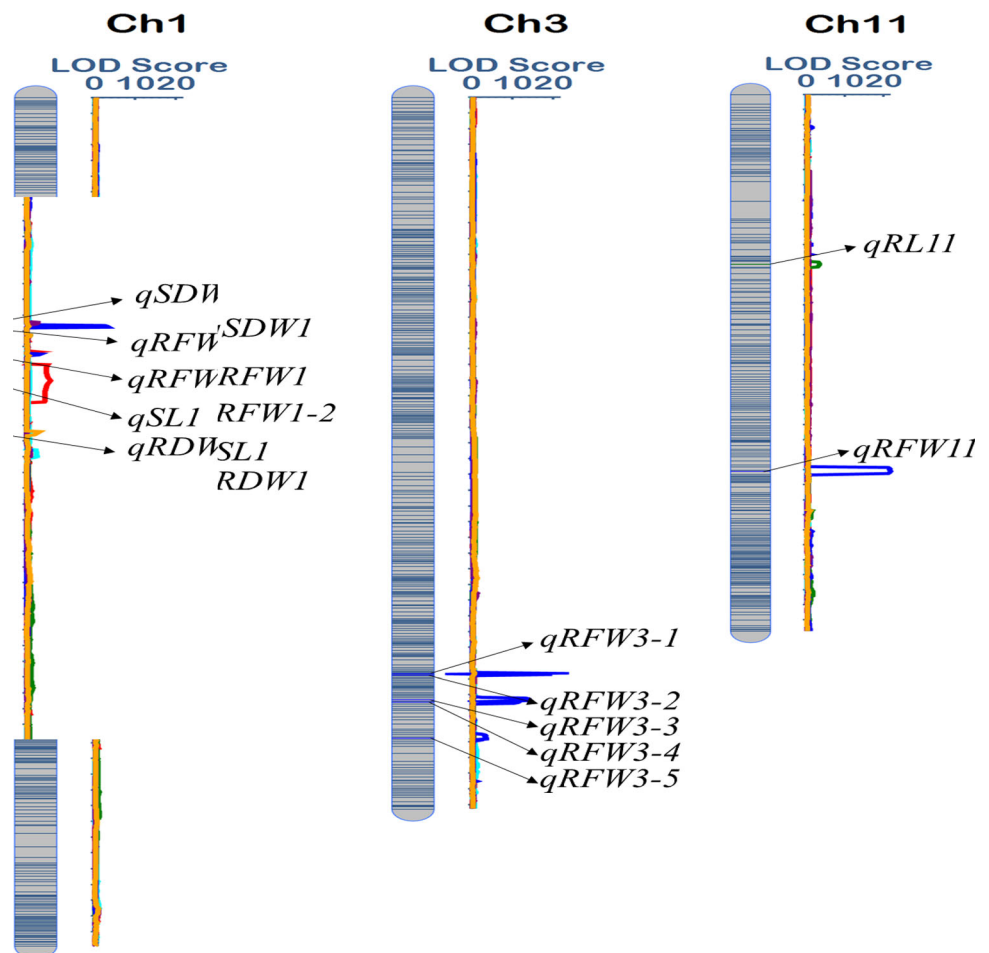 Ch1
LOD Score
0 1020
qSDW
SDW1
qRFW
qRFW
RFW1
qSL1
RFW1-2
qRDW
SL1
RDW1
Ch3
LOD Score
0 1020
qRFW3-1
qRFW3-2
qRFW3-3
qRFW3-4
qRFW3-5
Ch11
LOD Score
0 1020
qRL11
qRFW11